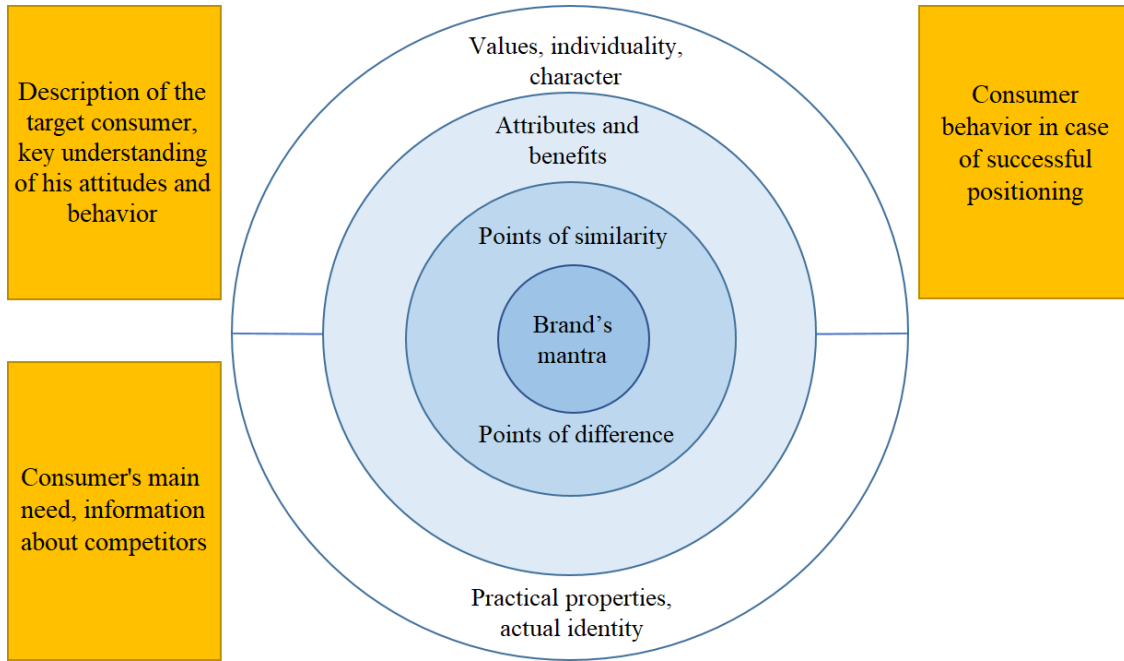 Description of the
target consumer,
key understanding
of his attitudes and
behavior
Consumer's main
need, information
about competitors
Values, individuality,
character
Attributes and
benefits
Points of similarity
Brand’s
mantra
Points of difference
Practical properties,
actual identity
Consumer
behavior in case
of successful
positioning